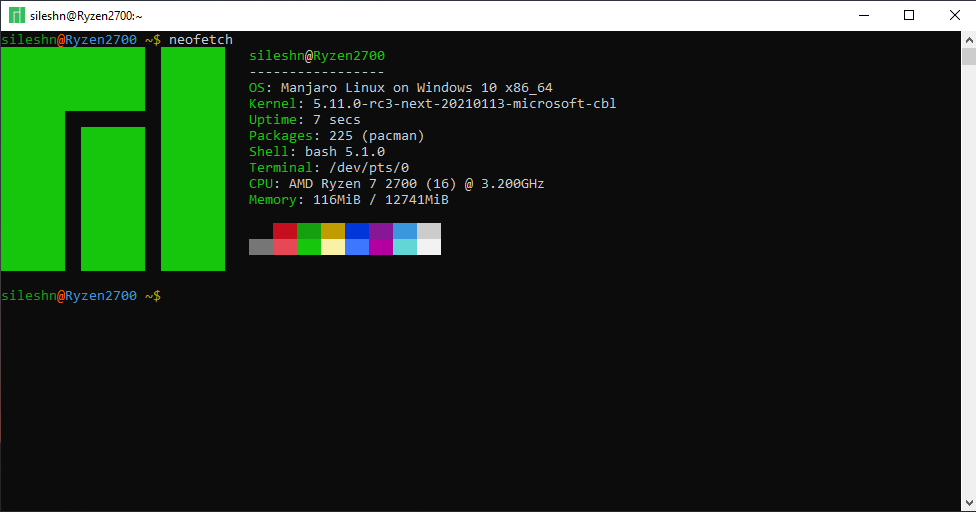 sileshn@Ryzen2700:~
sileshn@Ryzen2700 ~$ neofetch
sileshn@Ryzen2700
-----------------
OS: Manjaro Linux on Windows 10 x86_64
Kernel: 5.11.0-rc3-next-20210113-microsoft-cbl
Uptime: 7 secs
Packages: 225 (pacman)
Shell: bash 5.1.0
Terminal: /dev/pts/0
CPU: AMD Ryzen 7 2700 (16) @ 3.200GHz
Memory: 116MiB / 12741MiB
sileshn@Ryzen2700 ~$